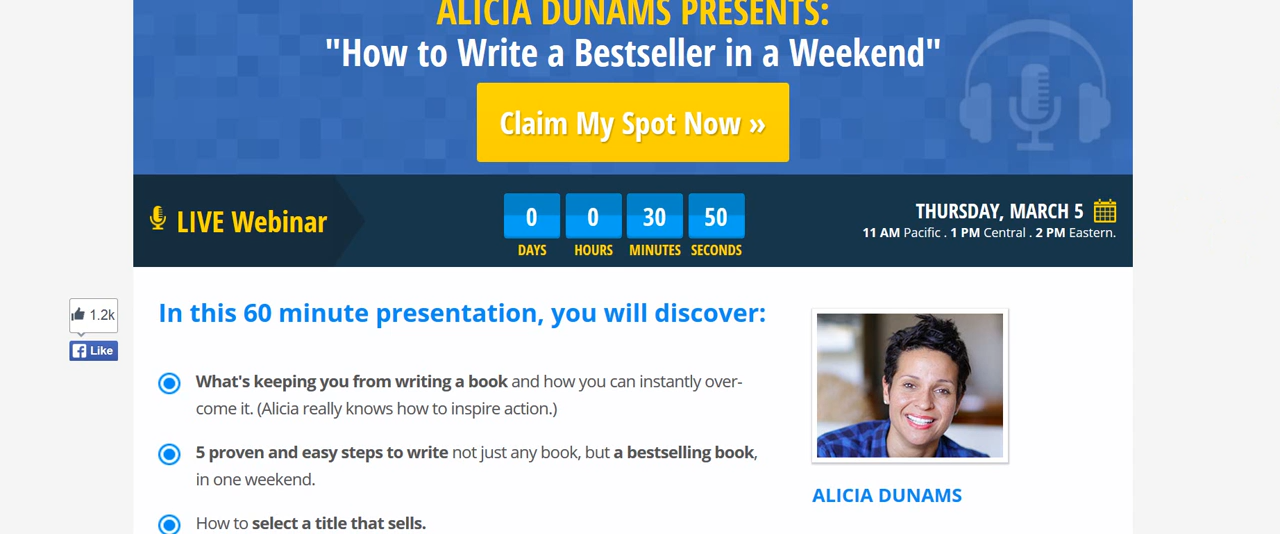 ALICIA DUNAMS PRESENTS:
"How to Write a Bestseller in a Weekend"
Claim My Spot Now »
LIVE Webinar
0 0 30 50
DAYS HOURS MINUTES SECONDS
THURSDAY, MARCH 5
11 AM Pacific . 1 PM Central . 2 PM Eastern.
1.2k
Like
In this 60 minute presentation, you will discover:
What's keeping you from writing a book and how you can instantly over-
come it. (Alicia really knows how to inspire action.)
5 proven and easy steps to write not just any book, but a bestselling book,
in one weekend.
How to select a title that sells.
ALICIA DUNAMS